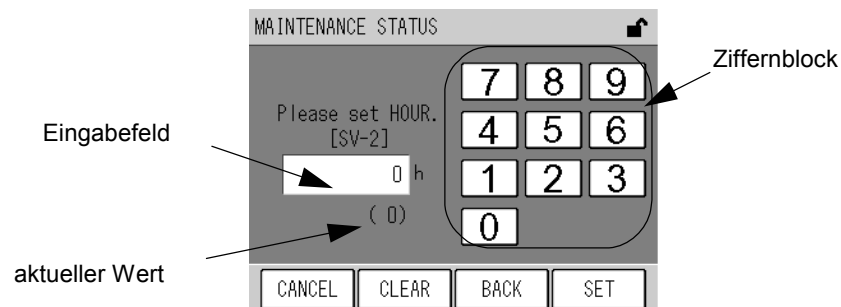 MAINTENANCE STATUS
Ziffernblock
7 8 9
Please set HOUR.
4 5 6
[SV-2]
Eingabefeld
0 h
1 2 3
( 0)
0
aktueller Wert
CANCEL CLEAR BACK SET